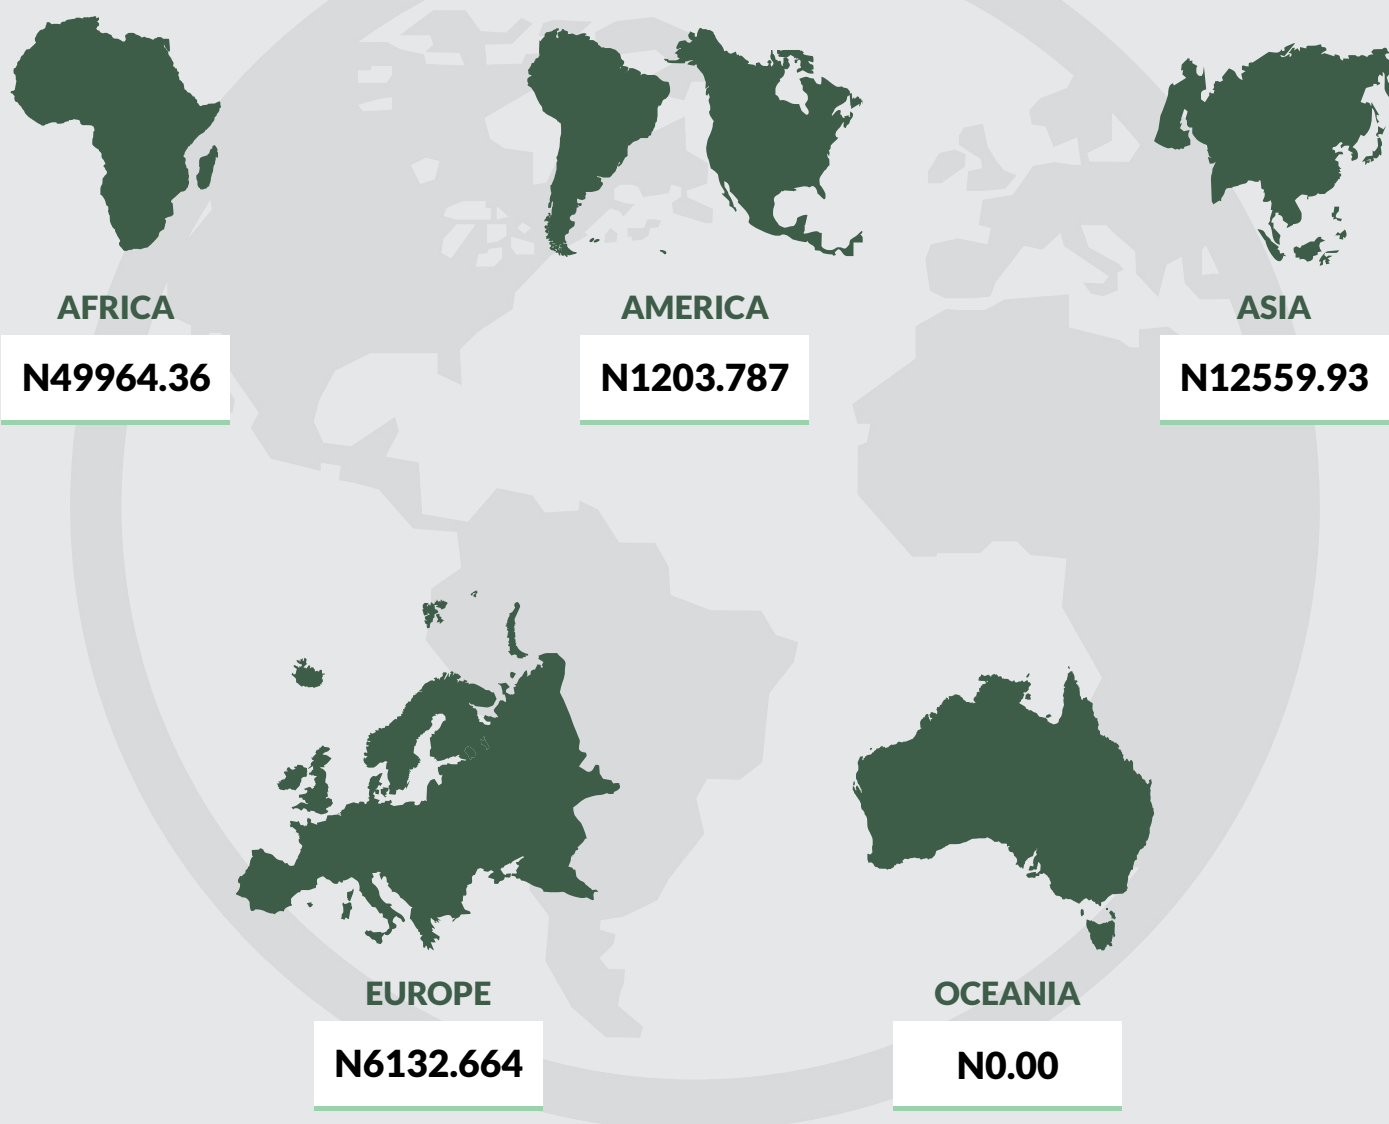 AFRICA
N49964.36
AMERICA
N1203.787
ASIA
N12559.93
EUROPE
N6132.664
OCEANIA
N0.00